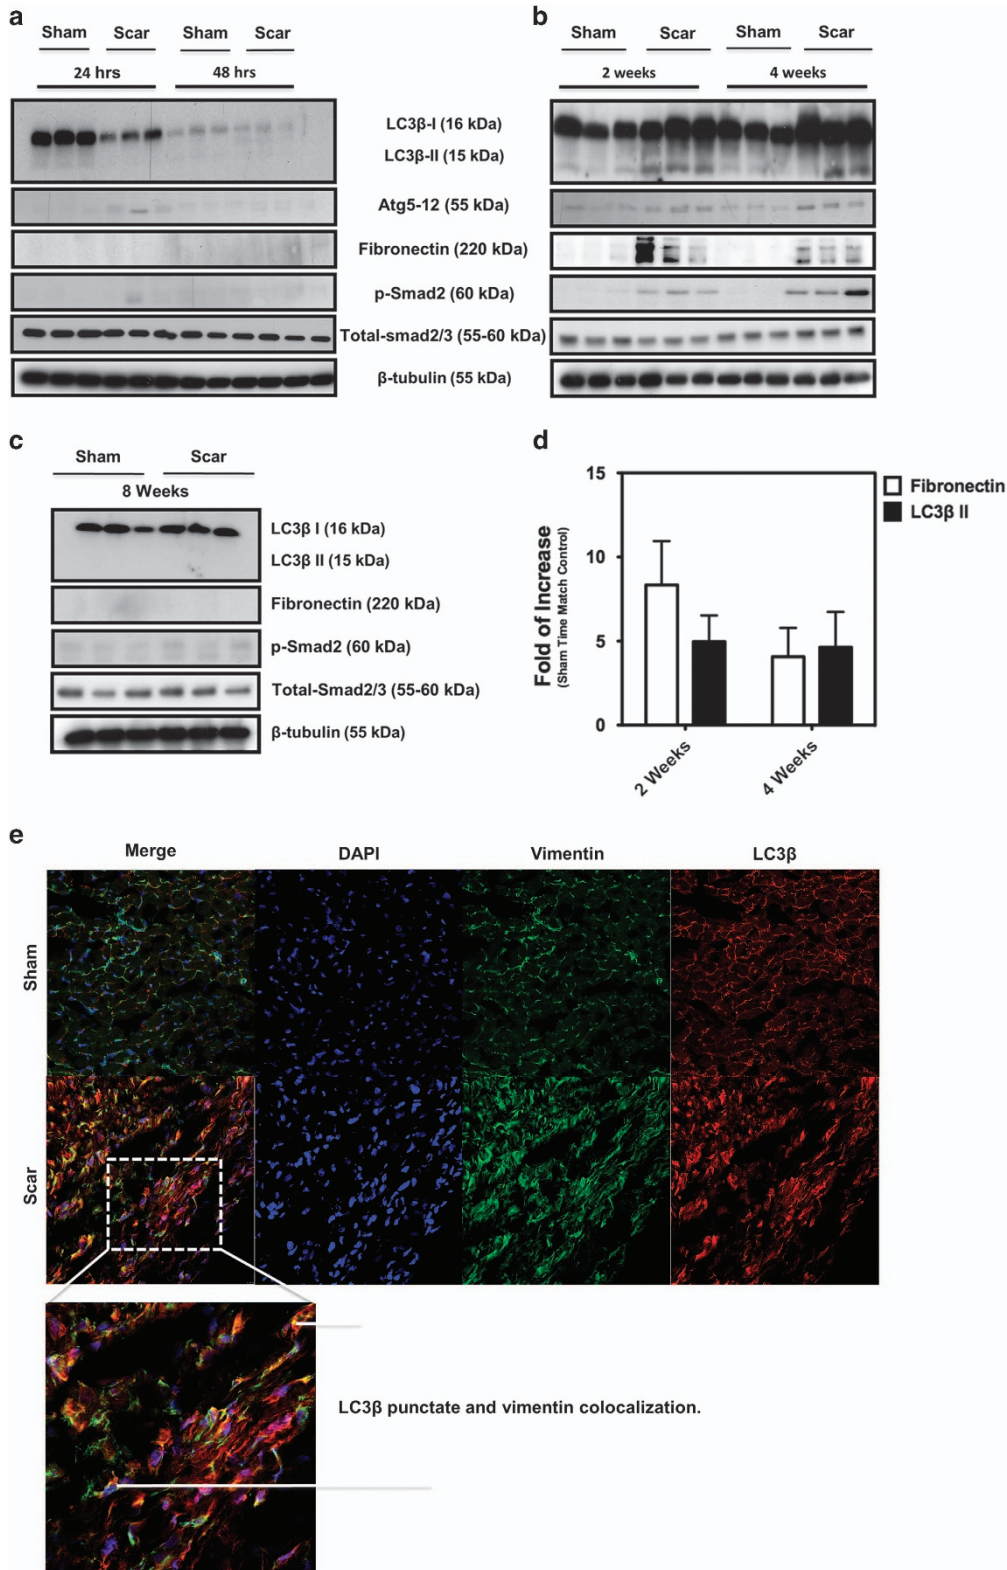 a
Sham Scar Sham Scar
24 hrs 48 hrs
b
Sham Scar Sham Scar
2 weeks 4 weeks
LC3β-I (16 kDa)
LC3β-II (15 kDa)
Atg5-12 (55 kDa)
Fibronectin (220 kDa)
p-Smad2 (60 kDa)
Total-smad2/3 (55-60 kDa)
β-tubulin (55 kDa)
c
Sham Scar
8 Weeks
LC3β I (16 kDa)
LC3β II (15 kDa)
Fibronectin (220 kDa)
p-Smad2 (60 kDa)
Total-Smad2/3 (55-60 kDa)
β-tubulin (55 kDa)
d
Fold of Increase
(Sham Time Match Control)
15
10
5
0
2 Weeks
4 Weeks
Fibronectin
LC3β II
e
Merge DAPI Vimentin LC3β
Sham
Scar
LC3β punctate and vimentin colocalization.